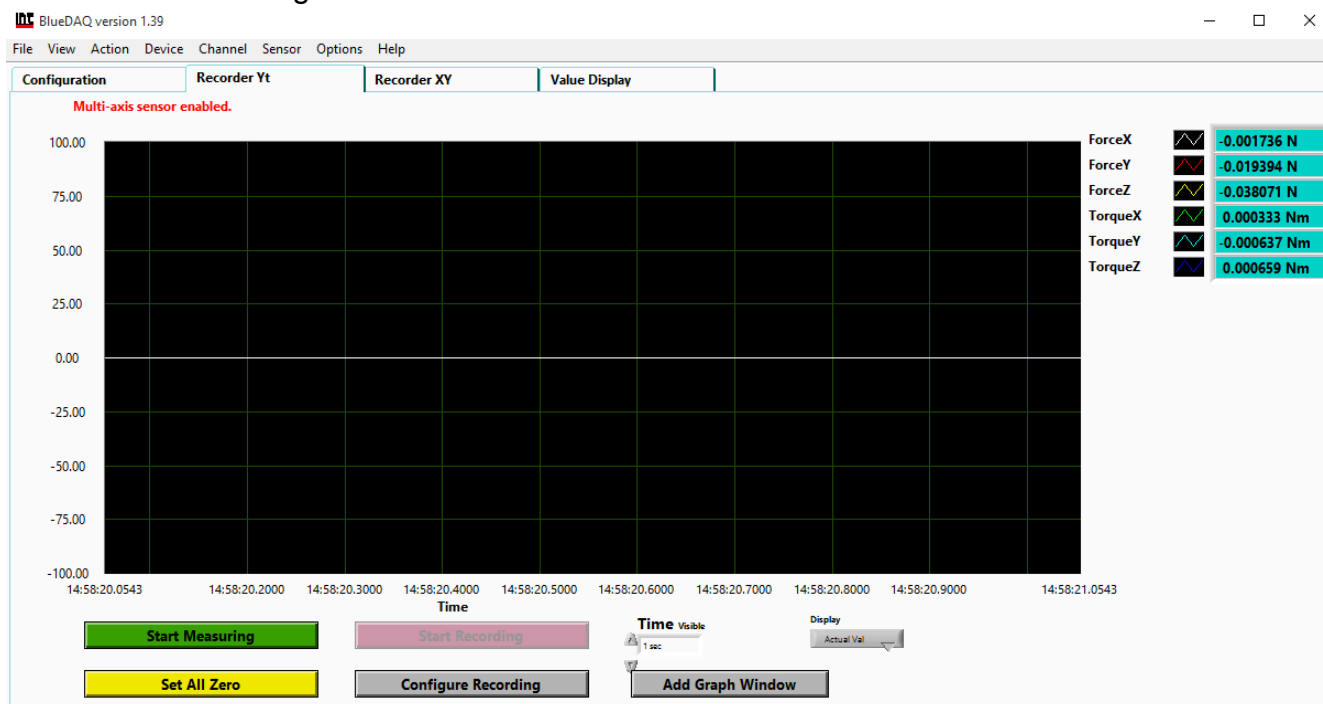 BlueDAQ version 1.39
File View Action Device Channel Sensor Options Help
Configuration Recorder Yt Recorder XY Value Display
Multi-axis sensor enabled.
100.00
75.00
50.00
25.00
0.00
-25.00
-50.00
-75.00
-100.00
ForceX -0.001736 N
ForceY -0.019394 N
ForceZ -0.038071 N
TorqueX 0.000333 Nm
TorqueY -0.000637 Nm
TorqueZ 0.000659 Nm
14:58:20.0543 14:58:20.2000 14:58:20.3000 14:58:20.4000 14:58:20.5000 14:58:20.6000 14:58:20.7000 14:58:20.8000 14:58:20.9000 14:58:21.0543
Time
Start Measuring Start Recording
Time Visible
1 sec
Display
Actual Val
Set All Zero Configure Recording Add Graph Window